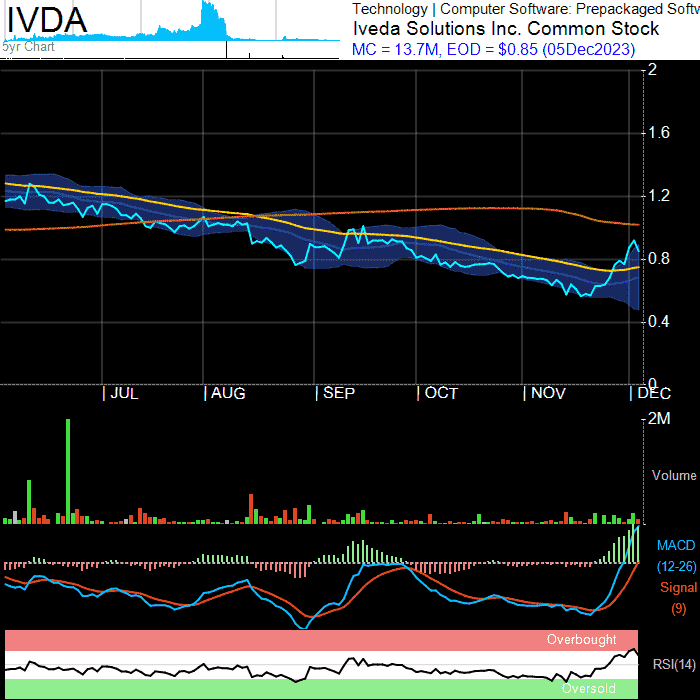 IVDA
Technology | Computer Software: Prepackaged Softw
Iveda Solutions Inc. Common Stock
5yr Chart
MC = 13.7M, EOD = $0.85 (05Dec2023)
2
1.6
1.2
0.8
0.4
0
| JUL | AUG | SEP | OCT | NOV | DEC
2M
Volume
MACD
(12-26)
Signal
(9)
Overbought
RSI(14)
Oversold